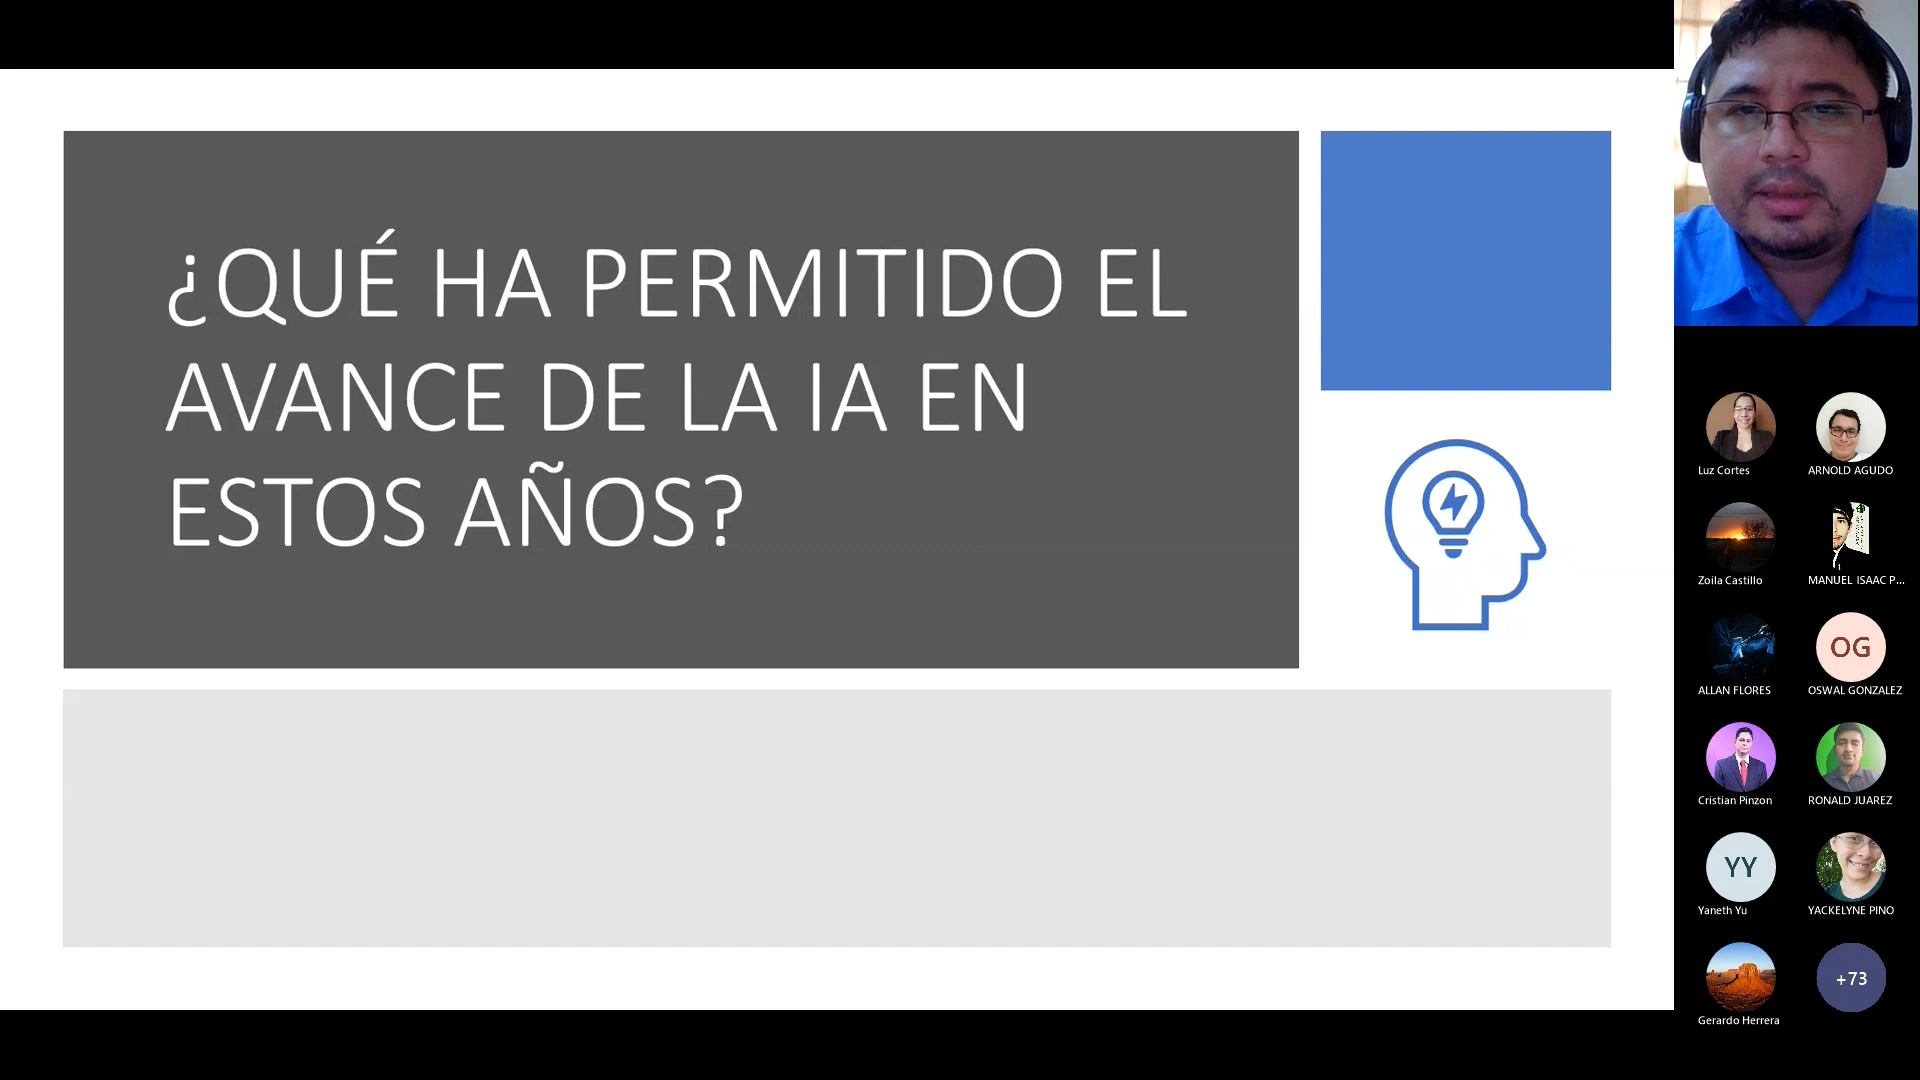 ¿QUÉ HA PERMITIDO EL
AVANCE DE LA IA EN
ESTOS AÑOS?
Luz Cortes
ARNOLD AGUDO
Zoila Castillo
MANUEL ISAAC P...
ALLAN FLORES
OG
OSWAL GONZALEZ
Cristian Pinzon
RONALD JUAREZ
YY
Yaneth Yu
YACKELYNE PINO
Gerardo Herrera
+73